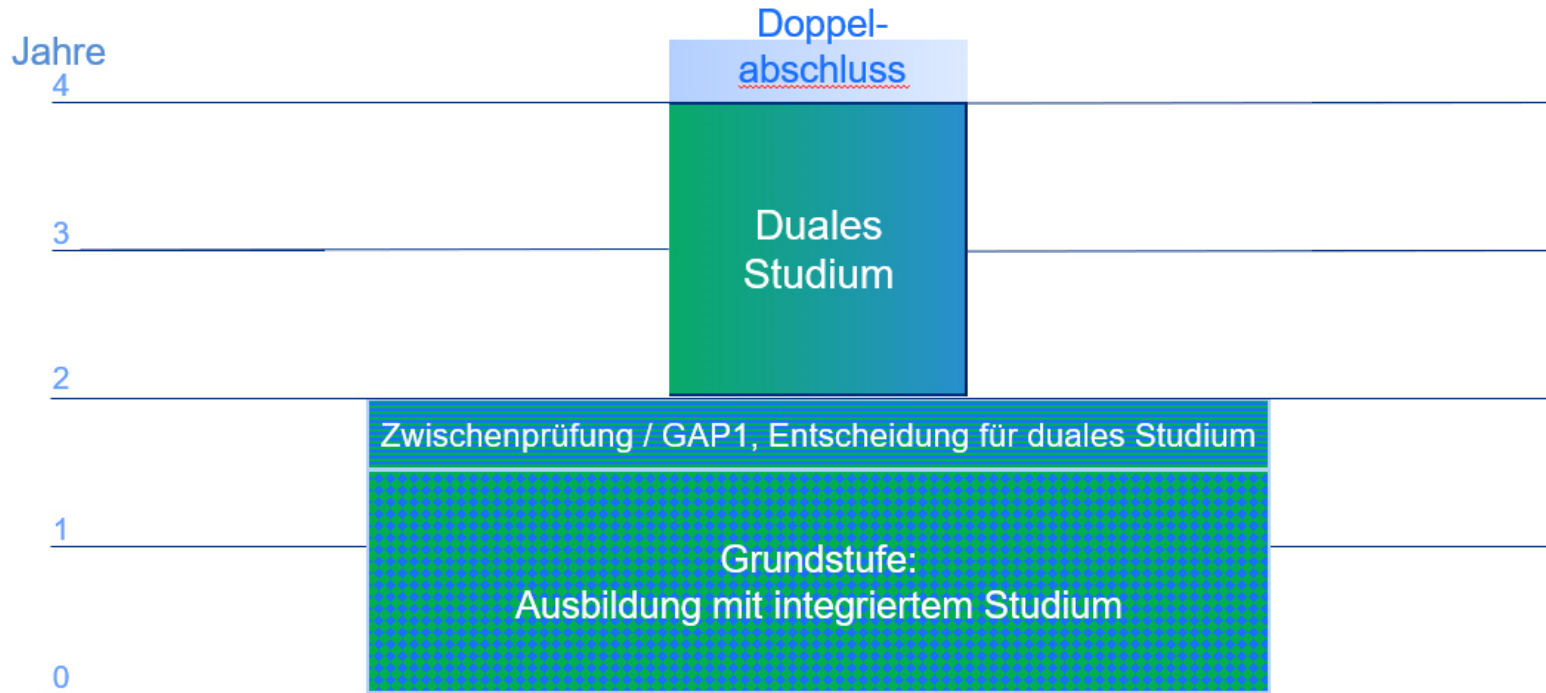 Doppel-
abschluss
Jahre
4
Duales
Studium
3
2
Zwischenprüfung / GAP1, Entscheidung für duales Studium
1
Grundstufe:
Ausbildung mit integriertem Studium
0